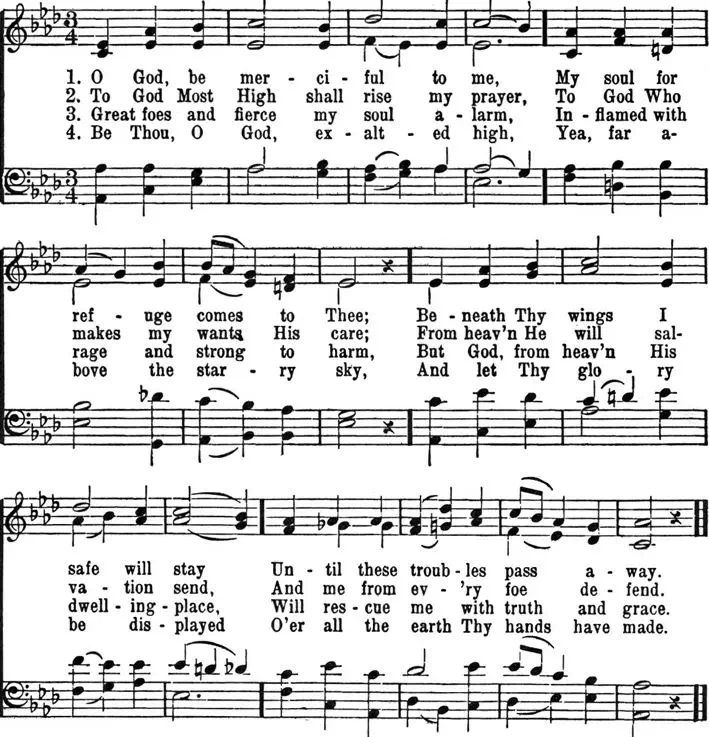 1. O God, be mer - ci - ful to me, My soul for
2. To God Most High shall rise my prayer, To God Who
3. Great foes and fierce my soul a - larm, In - flamed with
4. Be Thou, O God, ex - alt - ed high, Yea, far a-
ref - uge comes to Thee; Be - neath Thy wings I
makes my wants His care; From heav'n He will sal-
rage and strong to harm, But God, from heav'n His
bove the star - ry sky, And let Thy glo - ry
safe will stay Un - til these troub - les pass a - way.
va - tion send, And me from ev - 'ry foe de - fend.
dwell - ing - place, Will res - cue me with truth and grace.
be dis - played O'er all the earth Thy hands have made.